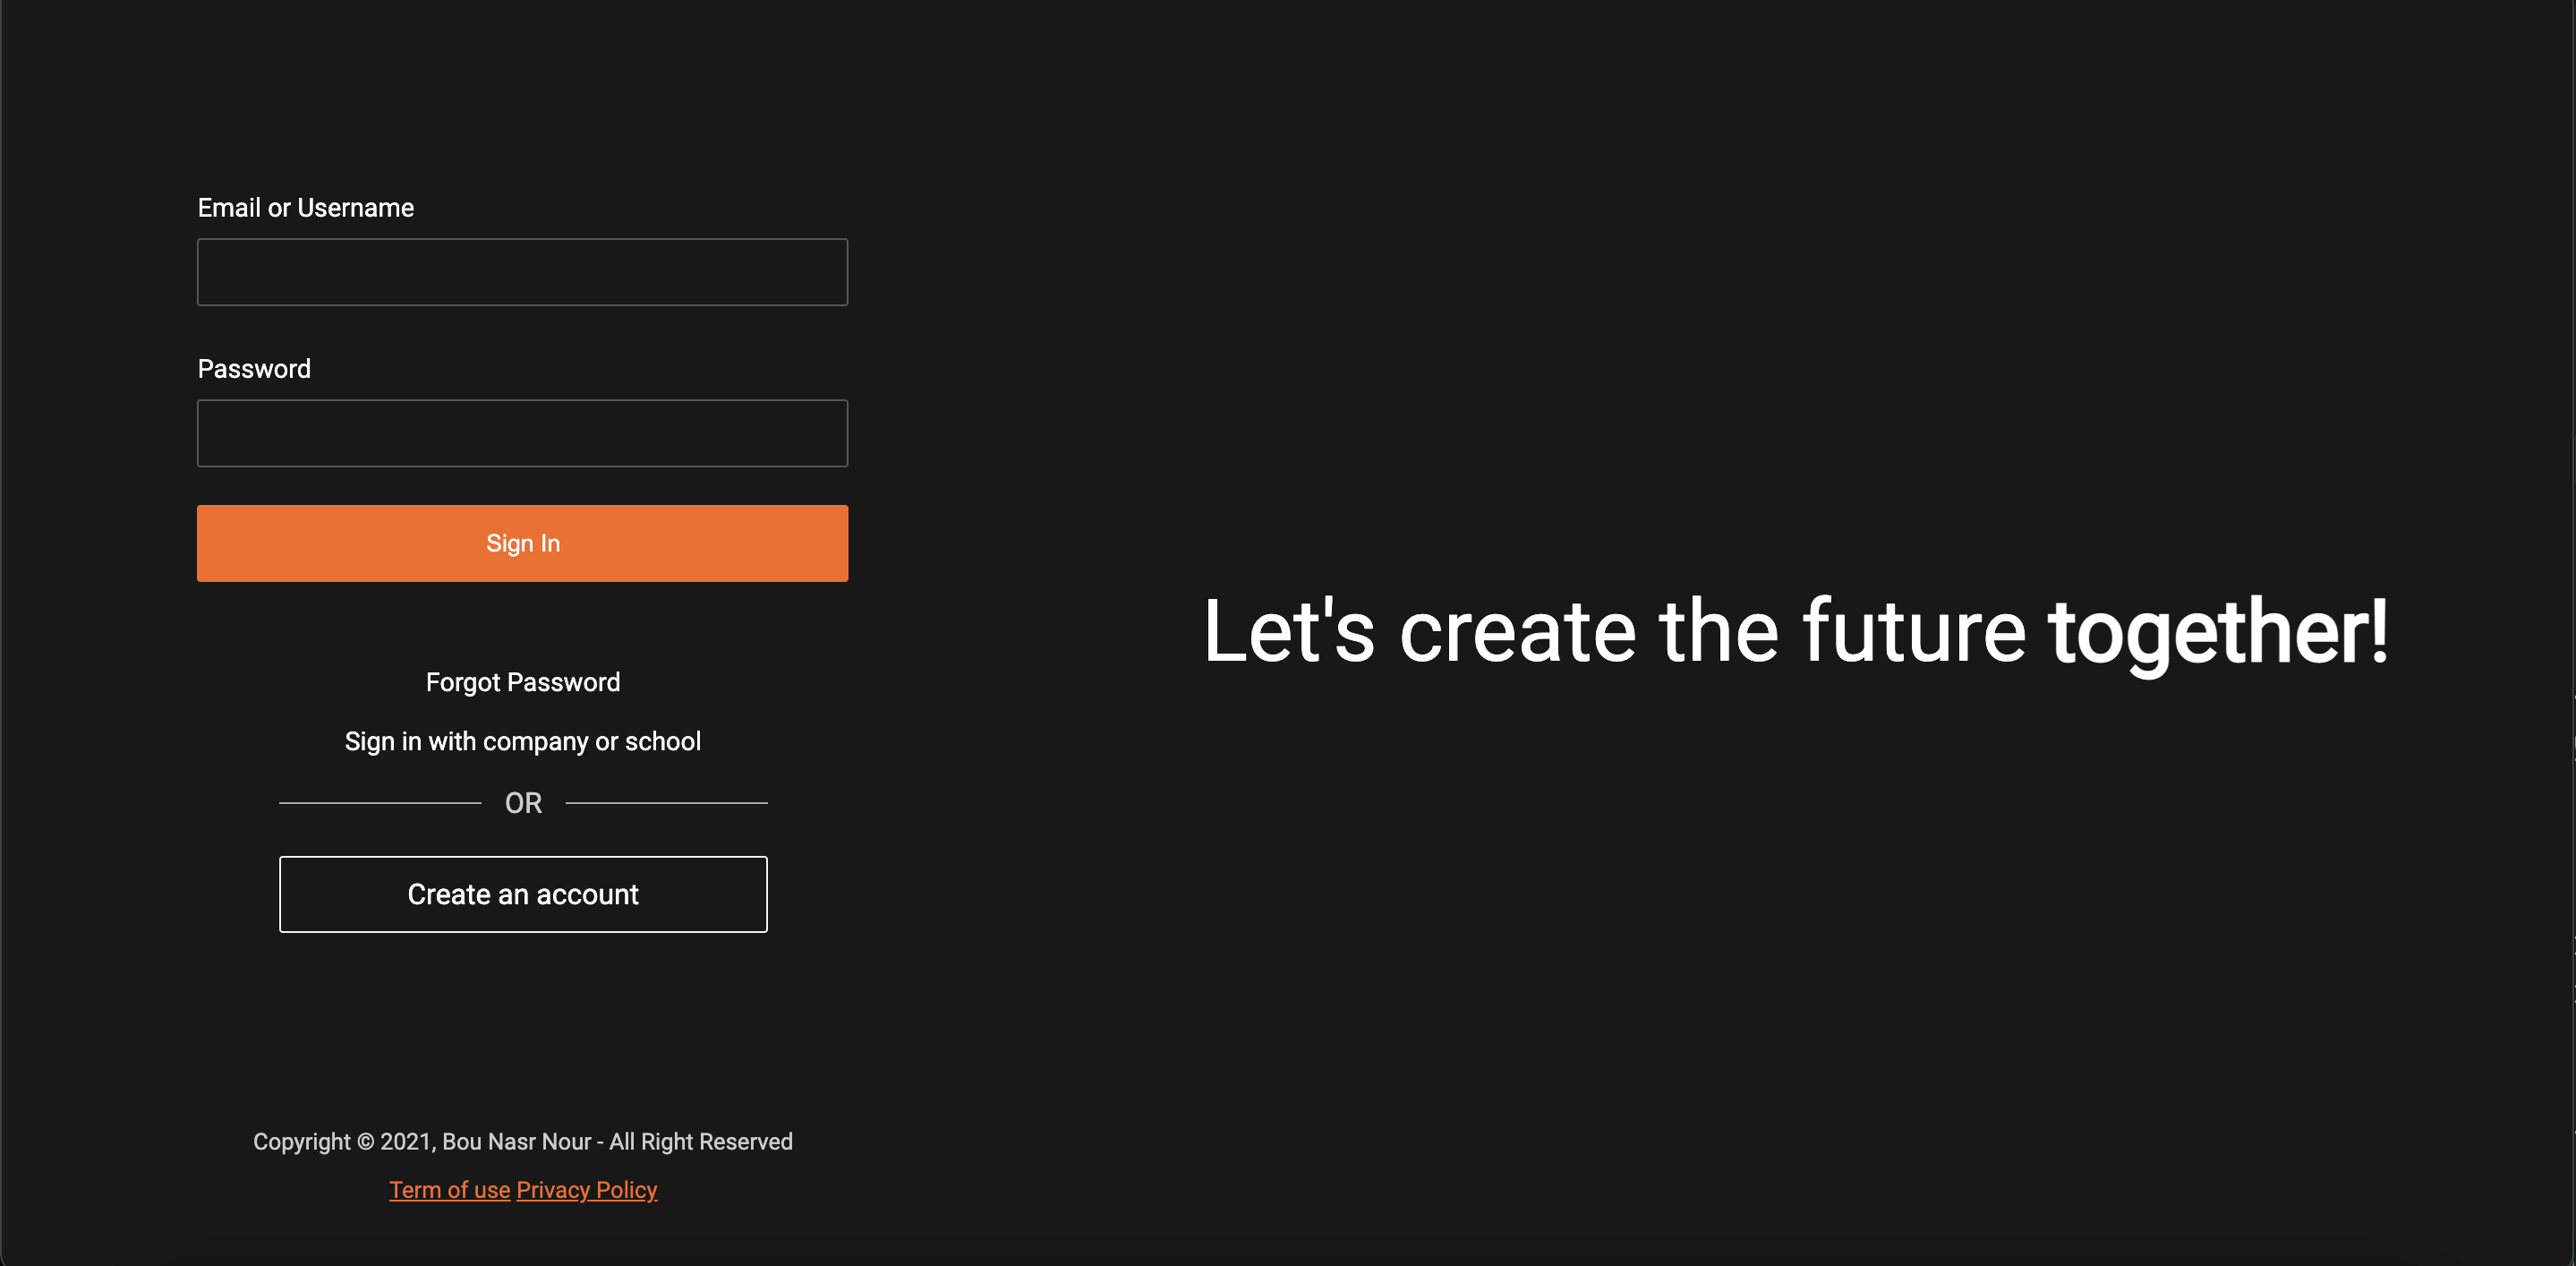 Email or Username
Password
Sign In
Forgot Password
Sign in with company or school
OR
Create an account
Copyright © 2021, Bou Nasr Nour - All Right Reserved
Term of use Privacy Policy
Let's create the future together!